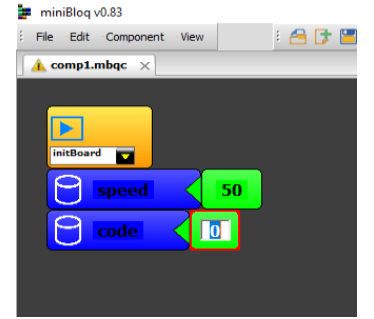 miniBloq v0.83
File Edit Component View
comp1.mbqc
initBoard
speed 50
code 0